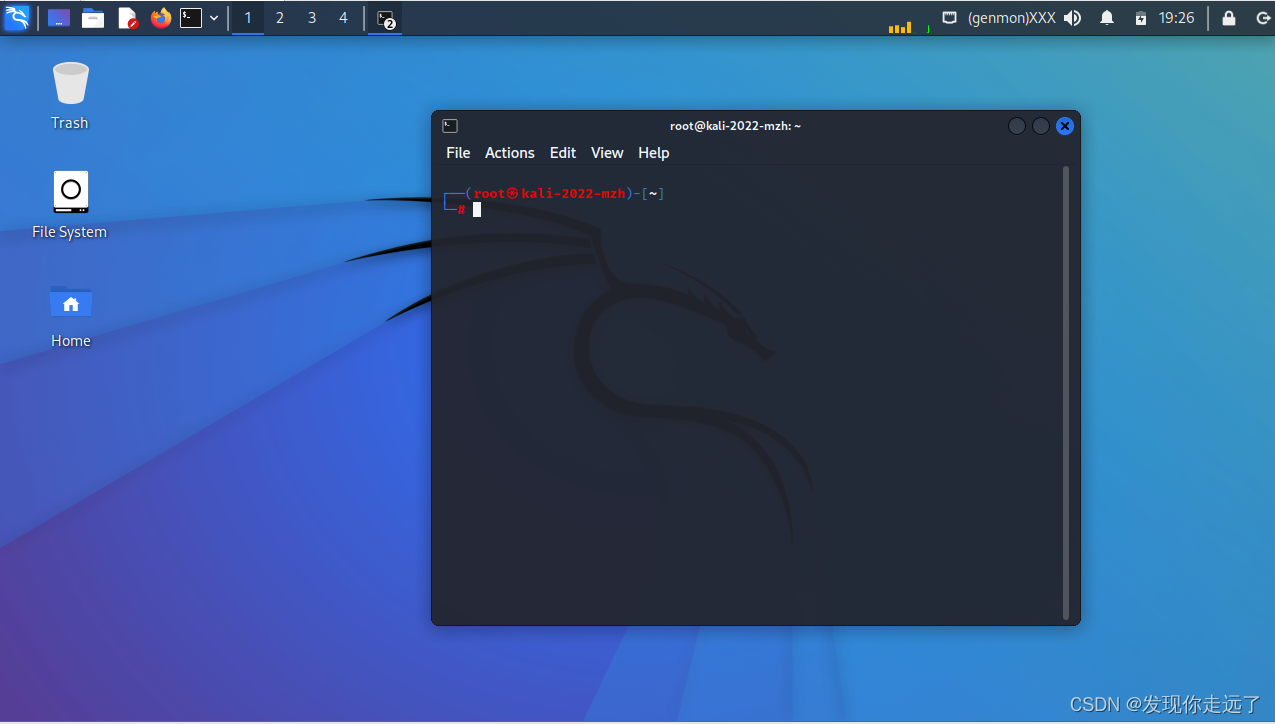 1 2 3 4 2 (genmon)XXX 19:26
Trash
File System
Home
root@kali-2022-mzh: ~
File Actions Edit View Help
┌──(root㉿kali-2022-mzh)-[~]
└─#
CSDN @发现你走远了